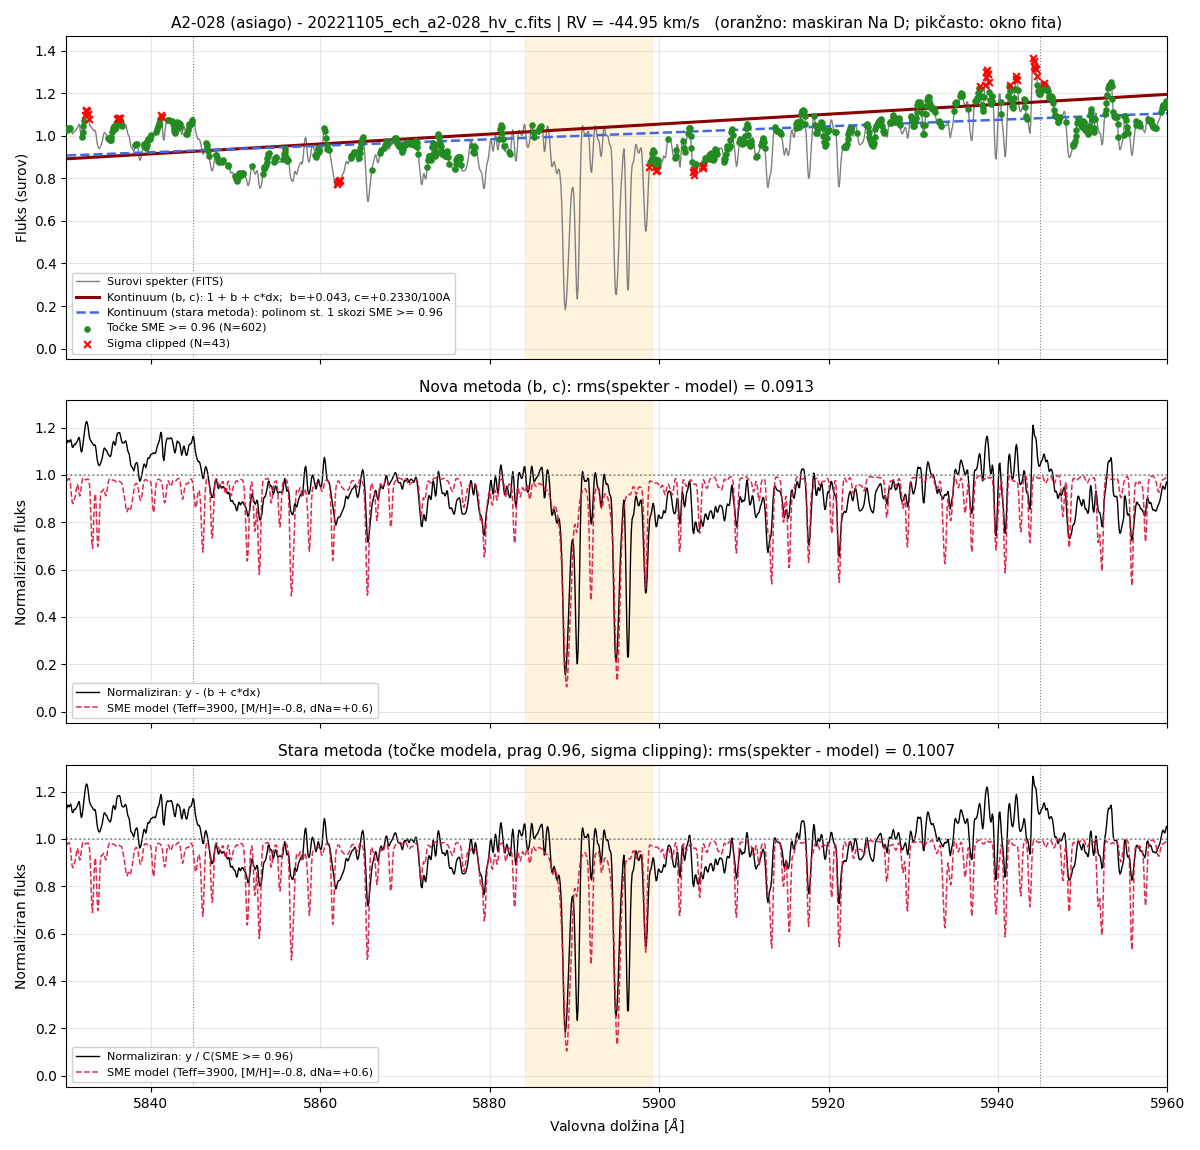 A2-028 (asiago) - 20221105_ech_a2-028_hv_c.fits | RV = -44.95 km/s   (oranžno: maskiran Na D; pikčasto: okno fita)
1.4
1.2
1.0
0.8
0.6
0.4
0.2
0.0
Fluks (surov)
Surovi spekter (FITS)
Kontinuum (b, c): 1 + b + c*dx;  b=+0.043, c=+0.2330/100A
Kontinuum (stara metoda): polinom st. 1 skozi SME >= 0.96
Točke SME >= 0.96 (N=602)
Sigma clipped (N=43)
Nova metoda (b, c): rms(spekter - model) = 0.0913
1.2
1.0
0.8
0.6
0.4
0.2
0.0
Normaliziran fluks
Normaliziran: y - (b + c*dx)
SME model (Teff=3900, [M/H]=-0.8, dNa=+0.6)
Stara metoda (točke modela, prag 0.96, sigma clipping): rms(spekter - model) = 0.1007
1.2
1.0
0.8
0.6
0.4
0.2
0.0
Normaliziran fluks
Normaliziran: y / C(SME >= 0.96)
SME model (Teff=3900, [M/H]=-0.8, dNa=+0.6)
5840 5860 5880 5900 5920 5940 5960
Valovna dolžina [Å]